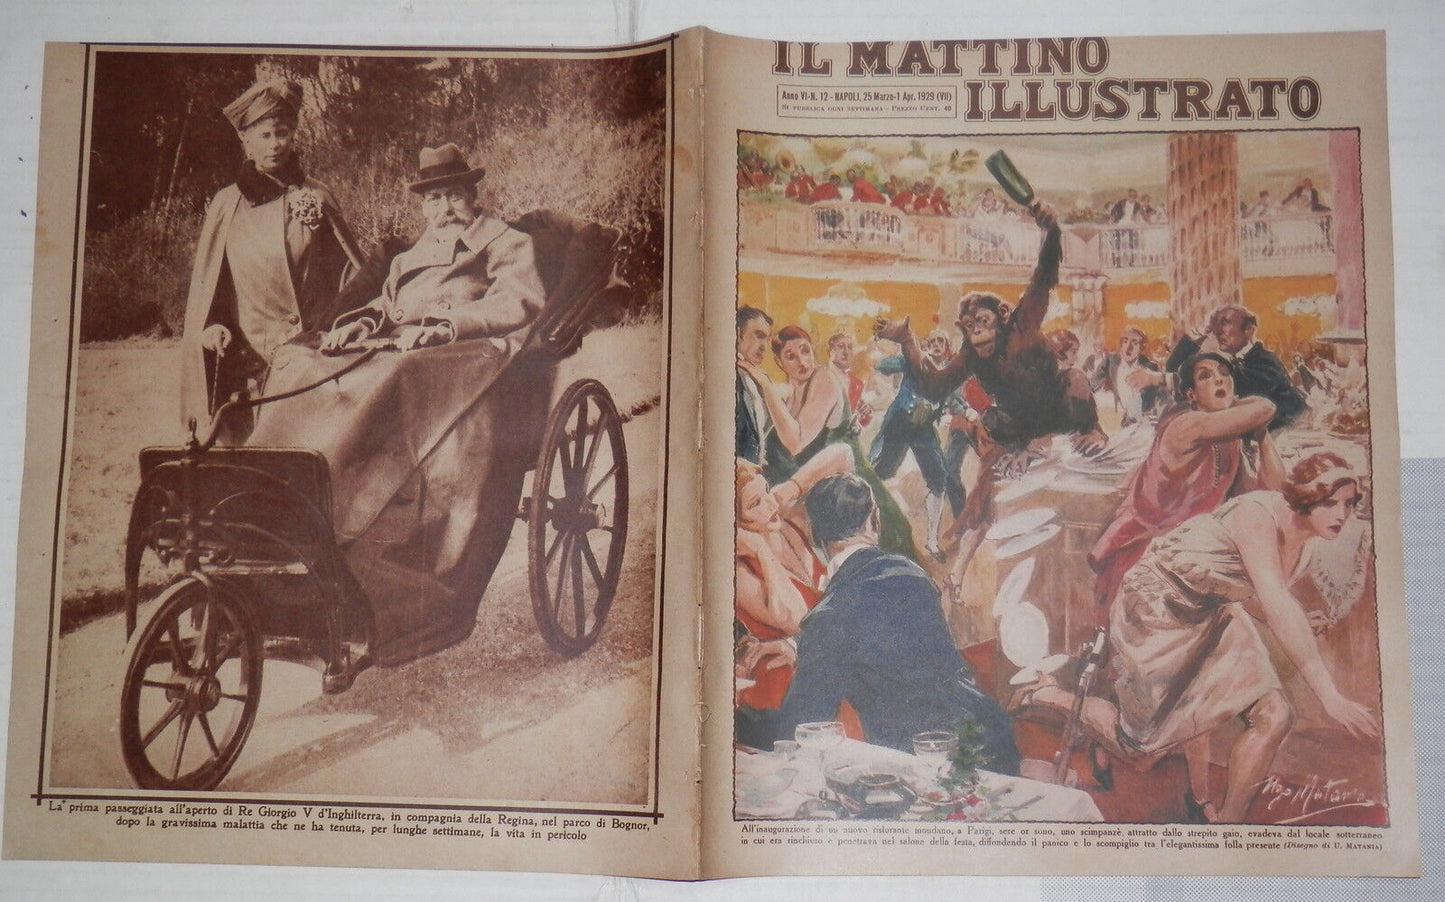 La prima passeggiata all'aperto di Re Giorgio V d'Inghilterra, in compagnia della Regina, nel parco di Bognor,
dopo la gravissima malattia che ne ha tenuta, per lunghe settimane, la vita in pericolo
IL MATTINO
ILLUSTRATO
Anno VI-N. 12 - NAPOLI, 25 Marzo-1 Apr. 1929 (VII)
SI PUBBLICA OGNI SETTIMANA - PREZZO CENT. 40
Ugo Matania
All'inaugurazione di un nuovo ristorante mondano, a Parigi, sere or sono, uno scimpanzè, attratto dallo strepito gaio, evadeva dal locale sotterraneo
in cui era rinchiuso e penetrava nel salone della festa, diffondendo il panico e lo scompiglio tra l'elegantissima folla presente (Disegno di U. MATANIA)